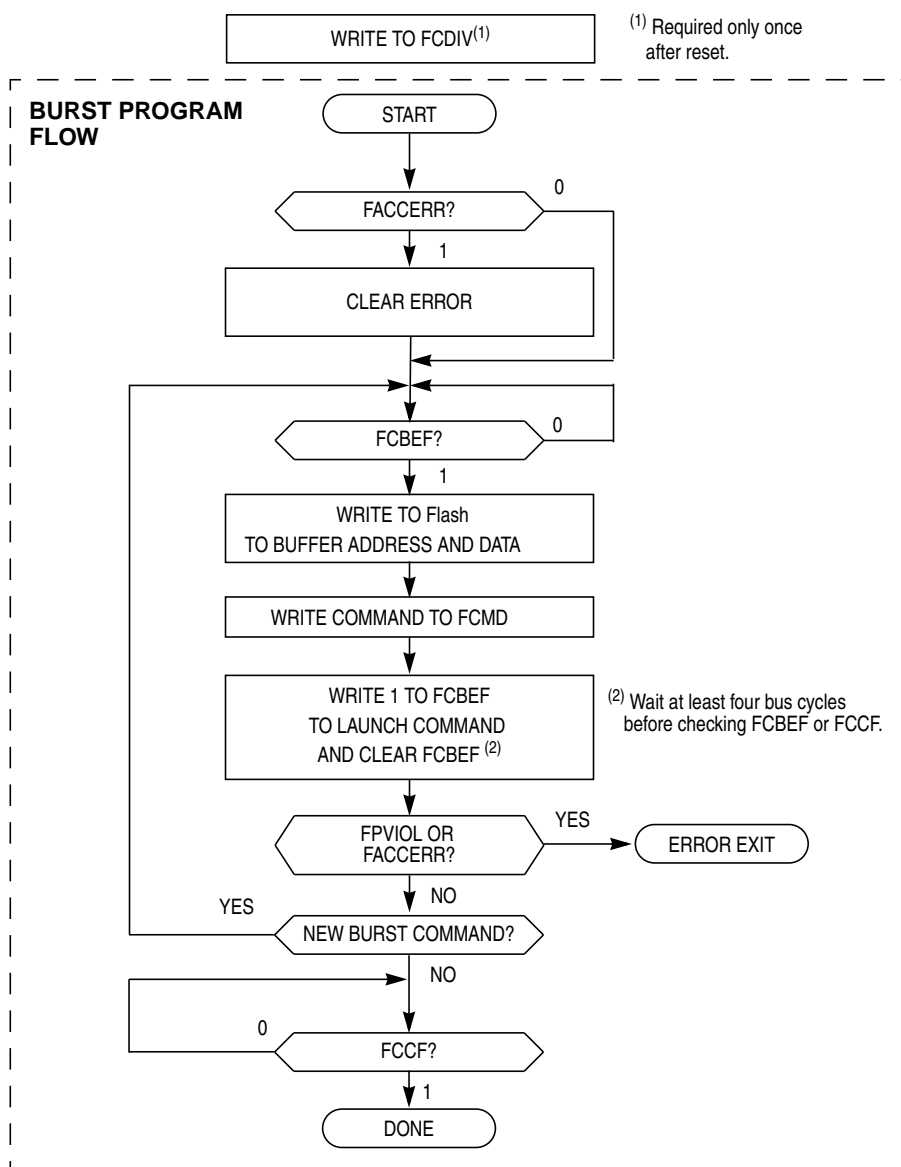 WRITE TO FCDIV(1)
(1) Required only once
after reset.
BURST PROGRAM
FLOW
START
0
FACCERR?
1
CLEAR ERROR
FCBEF?
0
1
WRITE TO Flash
TO BUFFER ADDRESS AND DATA
WRITE COMMAND TO FCMD
WRITE 1 TO FCBEF
TO LAUNCH COMMAND
AND CLEAR FCBEF (2)
(2) Wait at least four bus cycles
before checking FCBEF or FCCF.
FPVIOL OR
FACCERR?
YES
ERROR EXIT
NO
YES
NEW BURST COMMAND?
NO
0
FCCF?
1
DONE